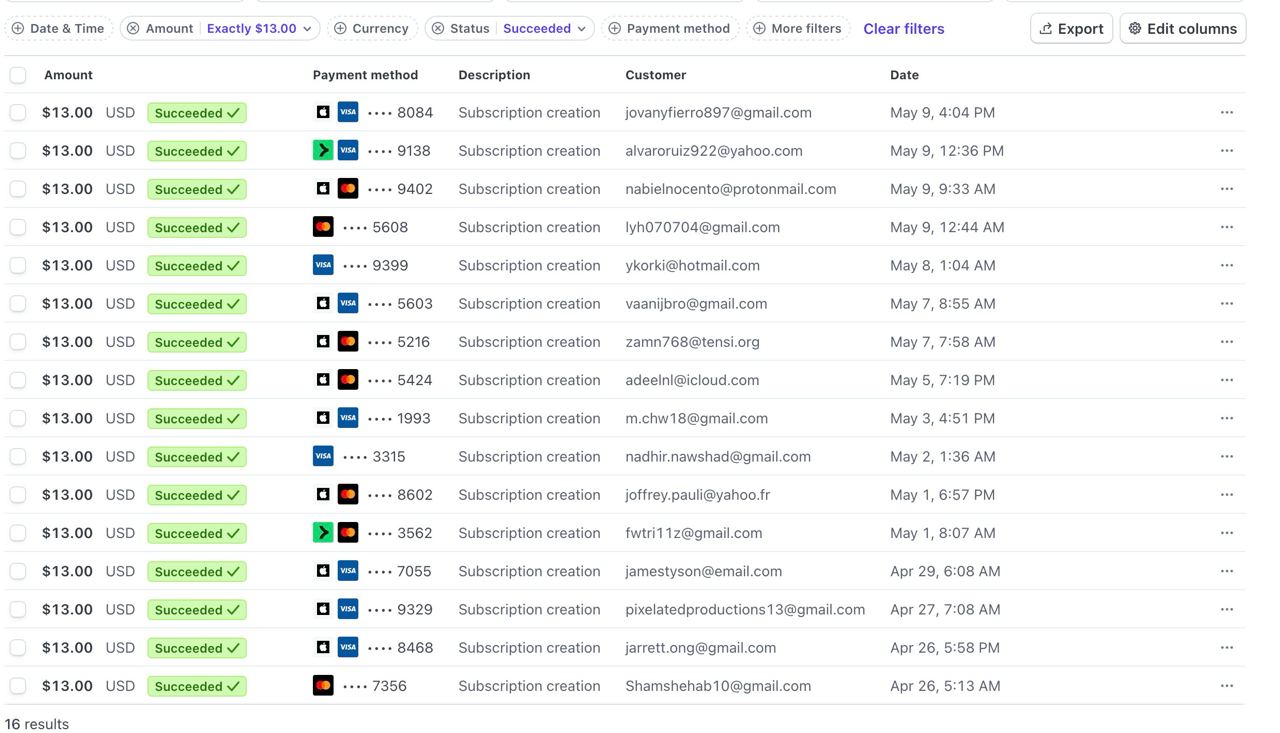 Date & Time Amount Exactly $13.00 Currency Status Succeeded Payment method More filters Clear filters Export Edit columns
Amount Payment method Description Customer Date
$13.00 USD Succeeded VISA •••• 8084 Subscription creation jovanyfierro897@gmail.com May 9, 4:04 PM ···
$13.00 USD Succeeded VISA •••• 9138 Subscription creation alvaroruiz922@yahoo.com May 9, 12:36 PM ···
$13.00 USD Succeeded •••• 9402 Subscription creation nabielnocento@protonmail.com May 9, 9:33 AM ···
$13.00 USD Succeeded •••• 5608 Subscription creation lyh070704@gmail.com May 9, 12:44 AM ···
$13.00 USD Succeeded VISA •••• 9399 Subscription creation ykorki@hotmail.com May 8, 1:04 AM ···
$13.00 USD Succeeded VISA •••• 5603 Subscription creation vaanijbro@gmail.com May 7, 8:55 AM ···
$13.00 USD Succeeded •••• 5216 Subscription creation zamn768@tensi.org May 7, 7:58 AM ···
$13.00 USD Succeeded •••• 5424 Subscription creation adeelnl@icloud.com May 5, 7:19 PM ···
$13.00 USD Succeeded VISA •••• 1993 Subscription creation m.chw18@gmail.com May 3, 4:51 PM ···
$13.00 USD Succeeded VISA •••• 3315 Subscription creation nadhir.nawshad@gmail.com May 2, 1:36 AM ···
$13.00 USD Succeeded •••• 8602 Subscription creation joffrey.pauli@yahoo.fr May 1, 6:57 PM ···
$13.00 USD Succeeded •••• 3562 Subscription creation fwtri11z@gmail.com May 1, 8:07 AM ···
$13.00 USD Succeeded VISA •••• 7055 Subscription creation jamestyson@email.com Apr 29, 6:08 AM ···
$13.00 USD Succeeded VISA •••• 9329 Subscription creation pixelatedproductions13@gmail.com Apr 27, 7:08 AM ···
$13.00 USD Succeeded VISA •••• 8468 Subscription creation jarrett.ong@gmail.com Apr 26, 5:58 PM ···
$13.00 USD Succeeded •••• 7356 Subscription creation Shamshehab10@gmail.com Apr 26, 5:13 AM ···
16 results